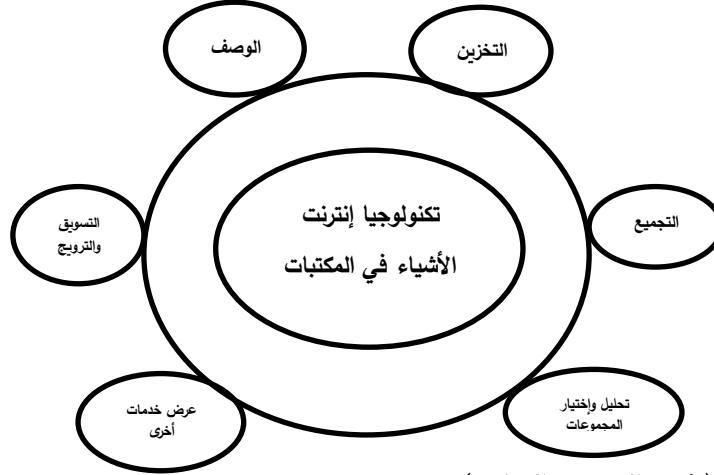 التخزين
الوصف
تكنولوجيا إنترنت
الأشياء في المكتبات
التجميع
التسويق
والترويج
تحليل وإختيار
المجموعات
عرض خدمات
أخرى